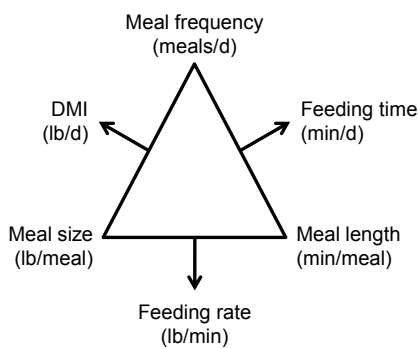 Meal frequency
(meals/d)
DMI
(lb/d)
Feeding time
(min/d)
Meal size
(lb/meal)
Meal length
(min/meal)
Feeding rate
(lb/min)